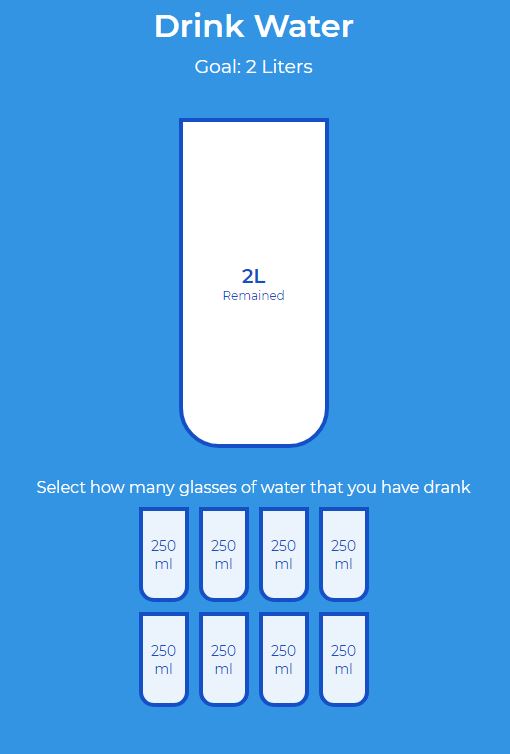 Drink Water
Goal: 2 Liters
2L
Remained
Select how many glasses of water that you have drank
250 250 250 250
ml ml ml ml
250 250 250 250
ml ml ml ml